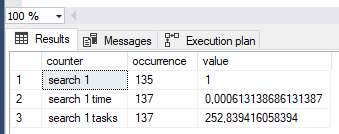 100 %
Results Messages Execution plan
counter occurrence value
1 search 1 135 1
2 search 1 time 137 0,000613138686131387
3 search 1 tasks 137 252,839416058394